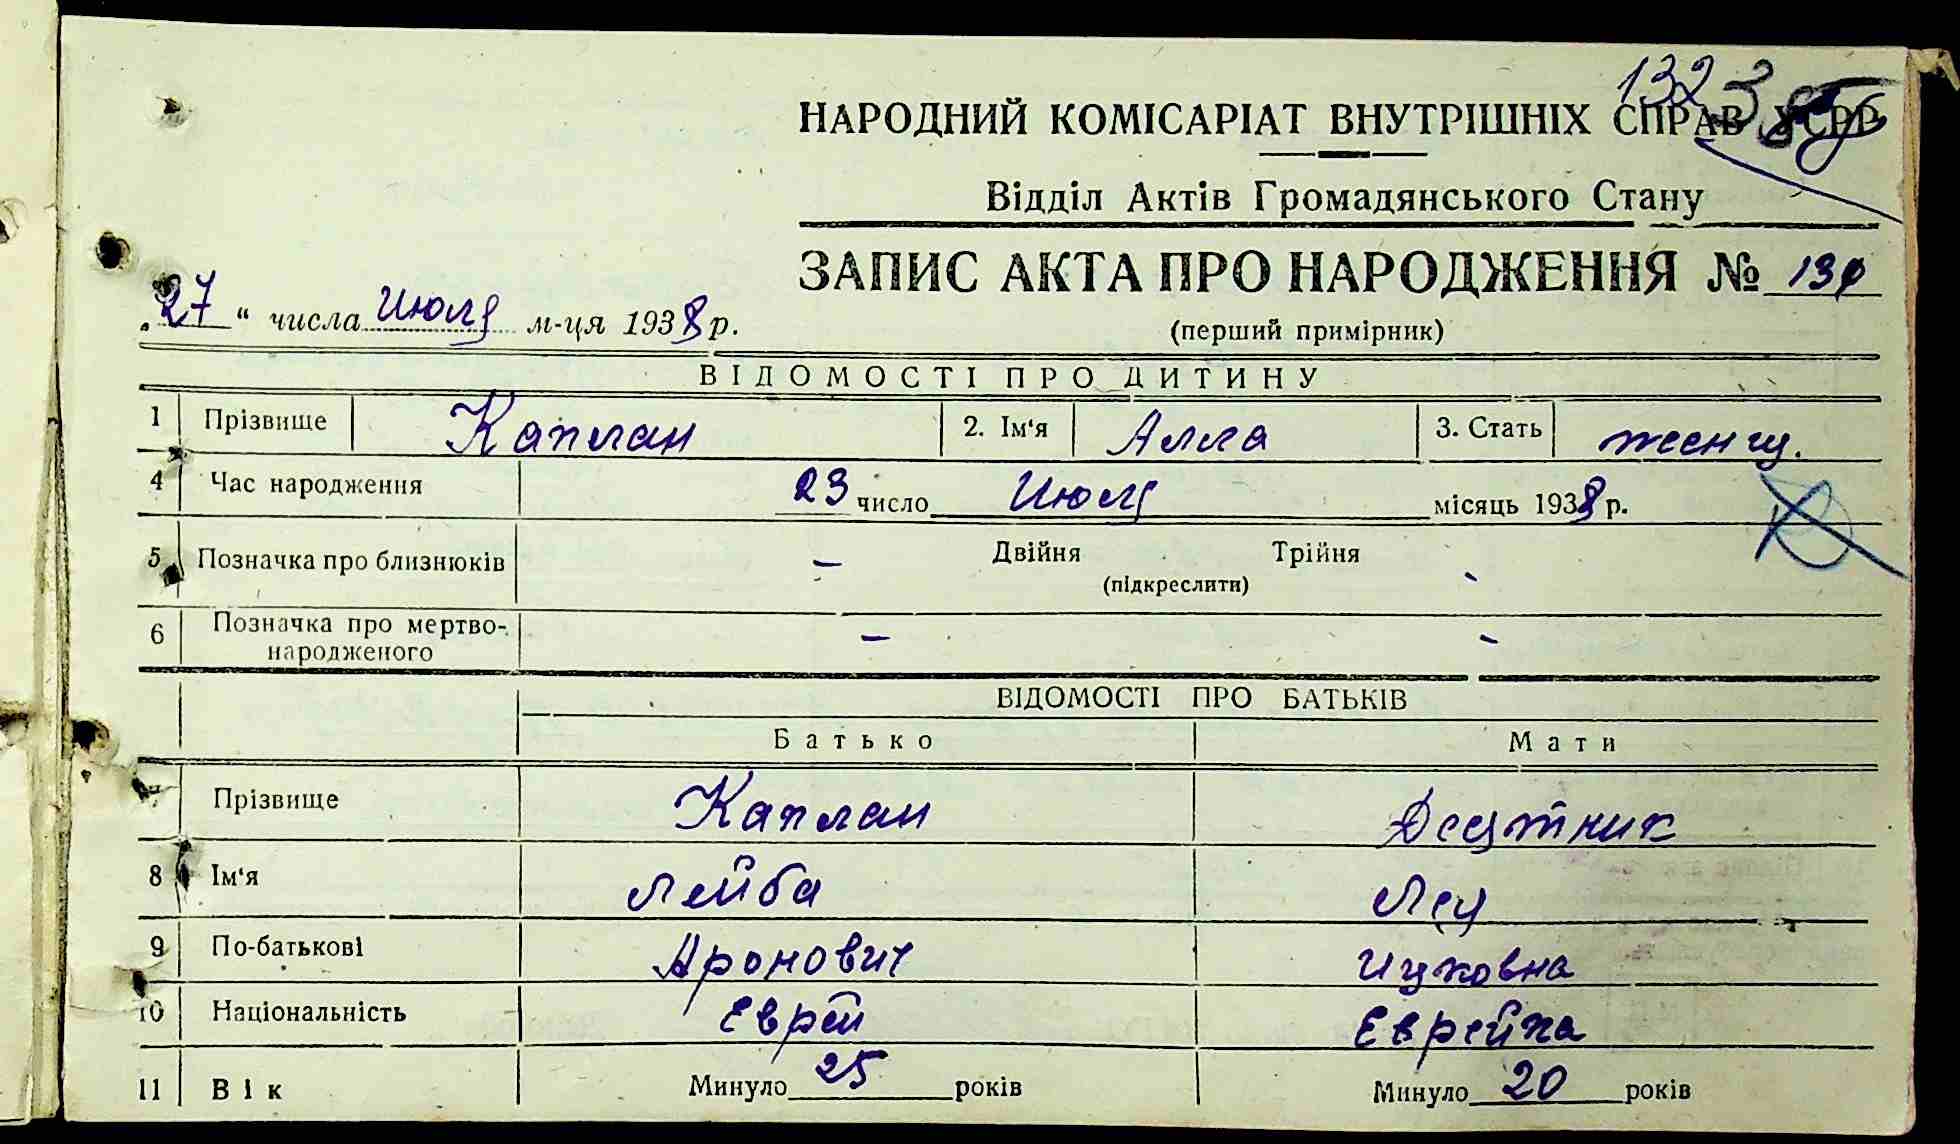 132
НАРОДНИЙ КОМІСАРІАТ ВНУТРІШНІХ СПРАВ УСРР
Відділ Актів Громадянського Стану
ЗАПИС АКТА ПРО НАРОДЖЕННЯ №
„27“ числа Июля м-ця 1938 р.
(перший примірник)
ВІДОМОСТІ ПРО ДИТИНУ
1 Прізвище Каплан 2. Ім‘я Алла 3. Стать женщ.
4 Час народження 23 число Июля місяць 1938 р.
5 Позначка про близнюків – Двійня Трійня -
(підкреслити)
6 Позначка про мертво- – -
народженого
ВІДОМОСТІ ПРО БАТЬКІВ
Батько Мати
7 Прізвище Каплан Десятник
8 Ім‘я Лейба Лея
9 По-батькові Аронович Ицковна
10 Національність Еврей Еврейка
11 Вік Минуло 25 років Минуло 20 років